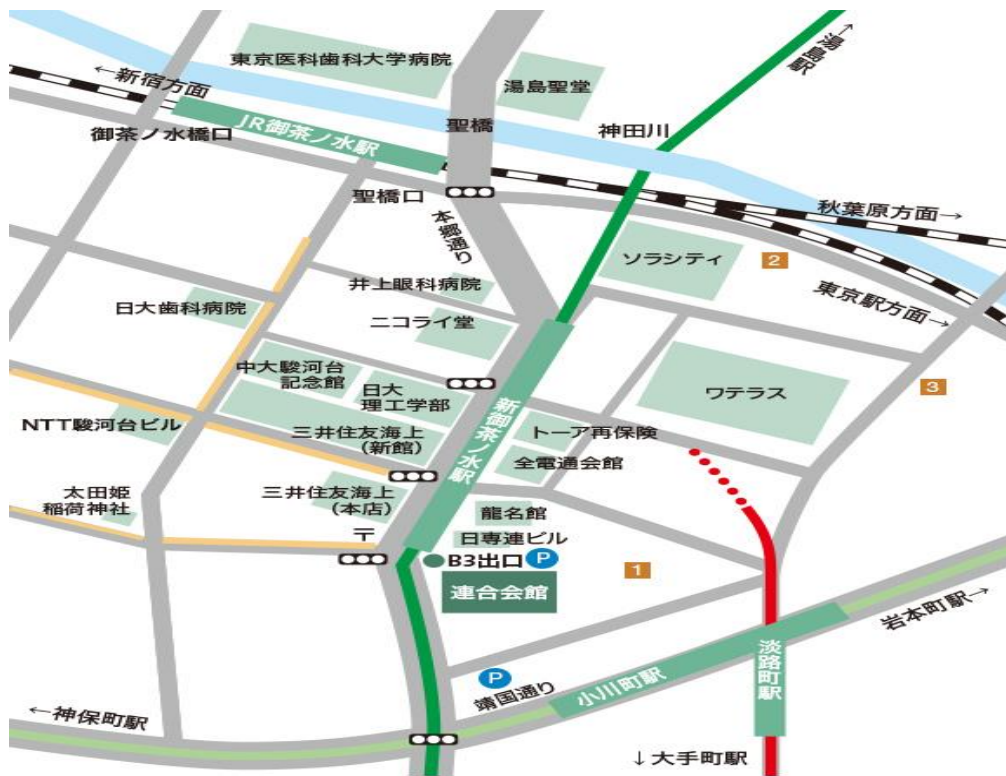 東京医科歯科大学病院
湯島聖堂
←湯島駅
←新宿方面
JR御茶ノ水駅
聖橋
神田川
御茶ノ水橋口
聖橋口
本郷通り
秋葉原方面→
ソラシティ
2
東京駅方面→
井上眼科病院
日大歯科病院
ニコライ堂
中大駿河台
記念館
日大
理工学部
新御茶ノ水駅
ワテラス
3
NTT駿河台ビル
三井住友海上
(新館)
トーア再保険
全電通会館
太田姫
稲荷神社
三井住友海上
(本店)
龍名館
〒
日専連ビル
B3出口
P
1
連合会館
岩本町駅→
淡路町駅
P
小川町駅
靖国通り
←神保町駅
↓大手町駅